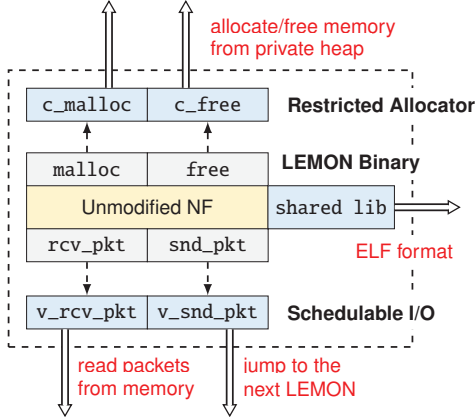 allocate/free memory
from private heap
c_malloc c_free Restricted Allocator
LEMON Binary
malloc free
Unmodified NF shared lib
rcv_pkt snd_pkt
ELF format
v_rcv_pkt v_snd_pkt Schedulable I/O
read packets jump to the
from memory next LEMON